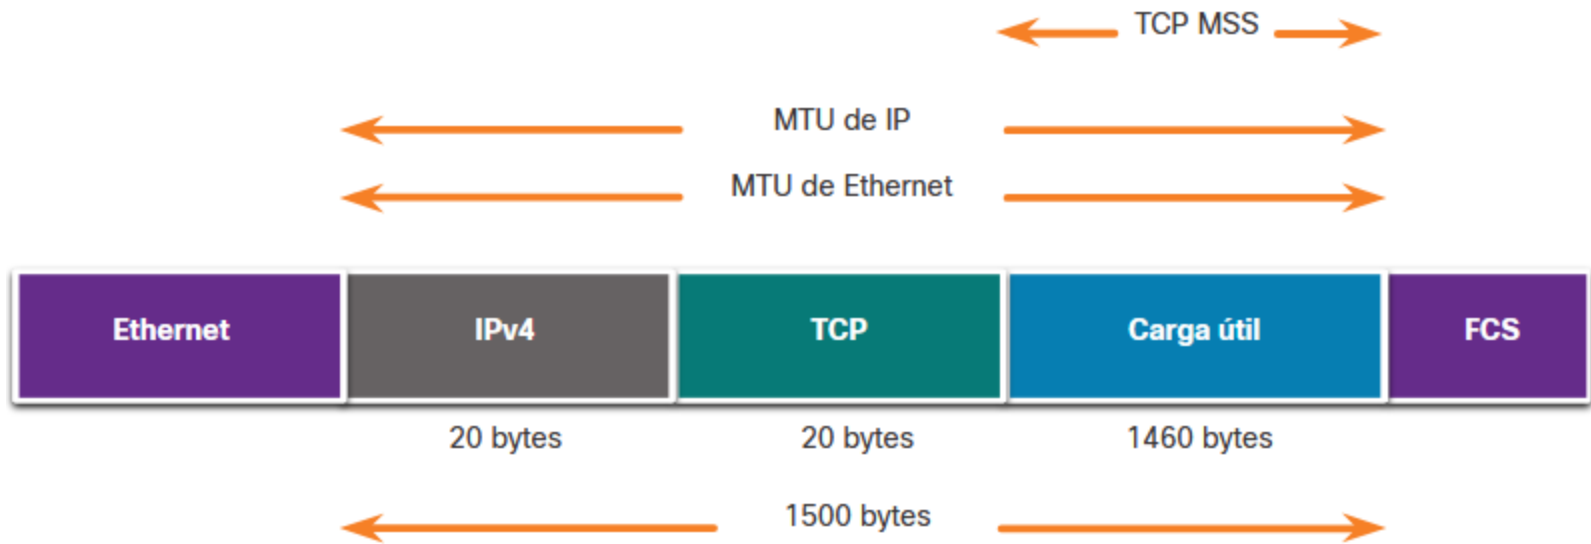 TCP MSS
MTU de IP
MTU de Ethernet
Ethernet IPv4 TCP Carga útil FCS
20 bytes 20 bytes 1460 bytes
1500 bytes